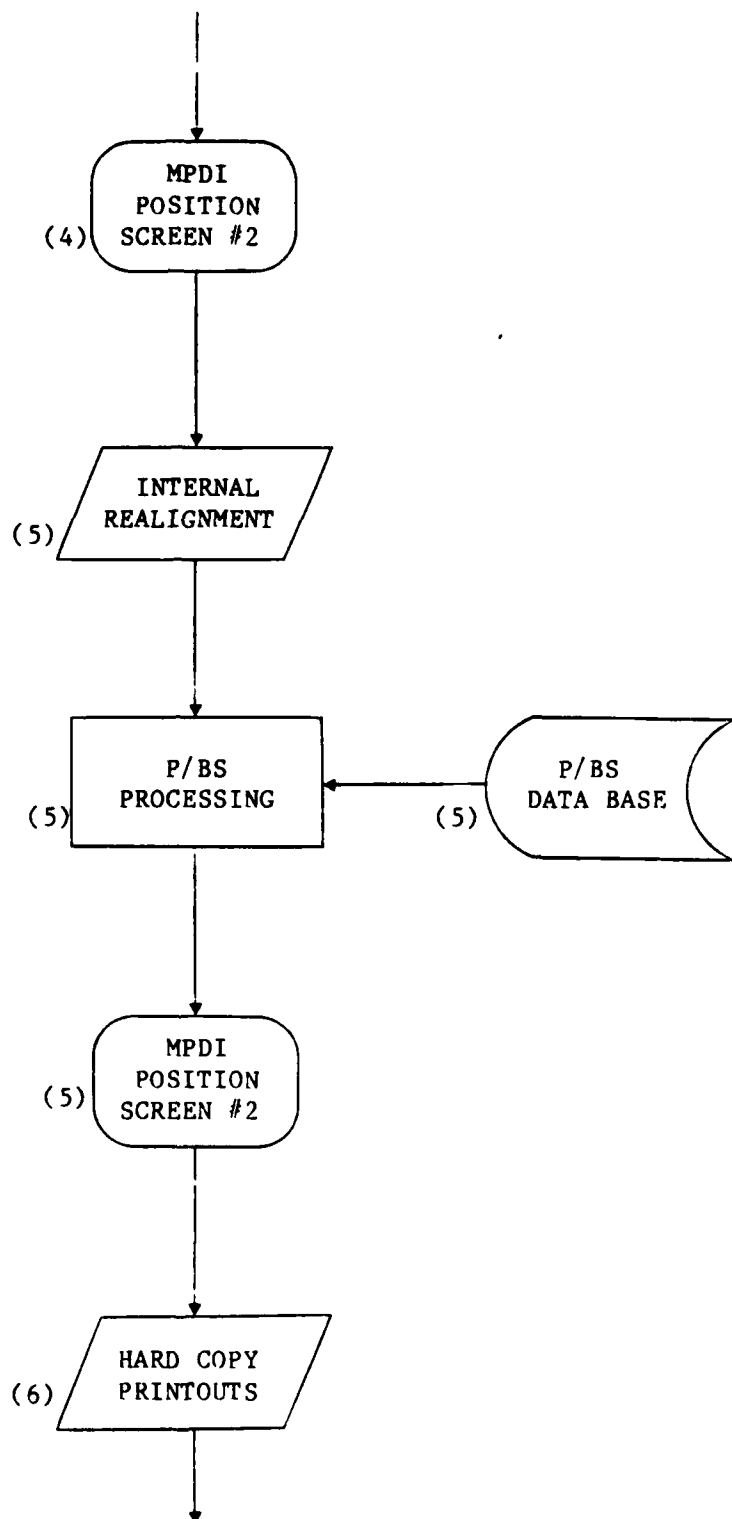 MPDI
POSITION
(4) SCREEN #2
INTERNAL
(5) REALIGNMENT
P/BS
PROCESSING
(5)
P/BS
DATA BASE
(5)
MPDI
POSITION
(5) SCREEN #2
HARD COPY
(6) PRINTOUTS